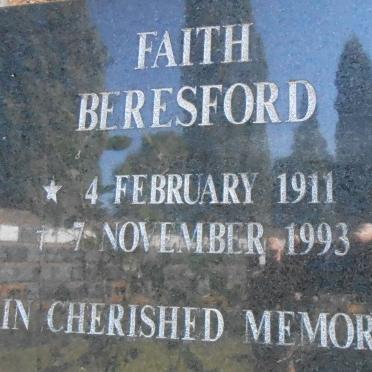 FAITH
BERESFORD
★ 4 FEBRUARY 1911
† 7 NOVEMBER 1993
IN CHERISHED MEMOR